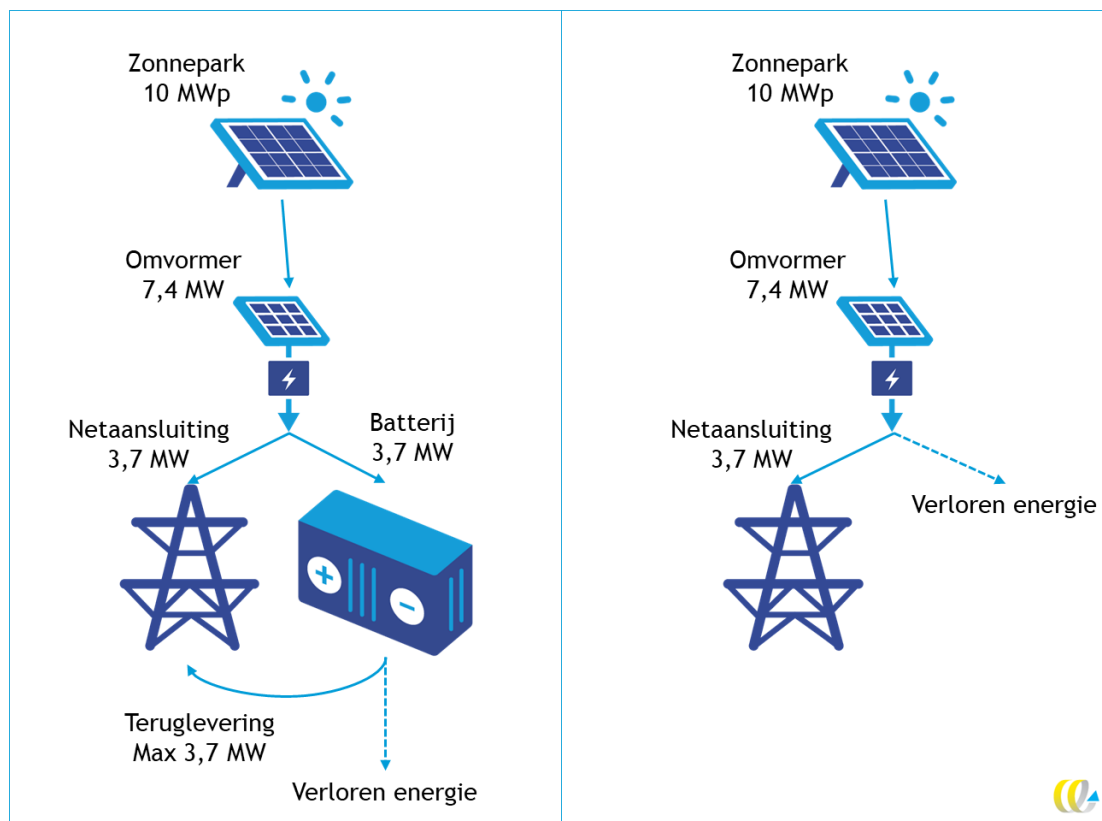 Zonnepark
10 MWp
Omvormer
7,4 MW
Netaansluiting
3,7 MW
Batterij
3,7 MW
Teruglevering
Max 3,7 MW
Verloren energie
Zonnepark
10 MWp
Omvormer
7,4 MW
Netaansluiting
3,7 MW
Verloren energie